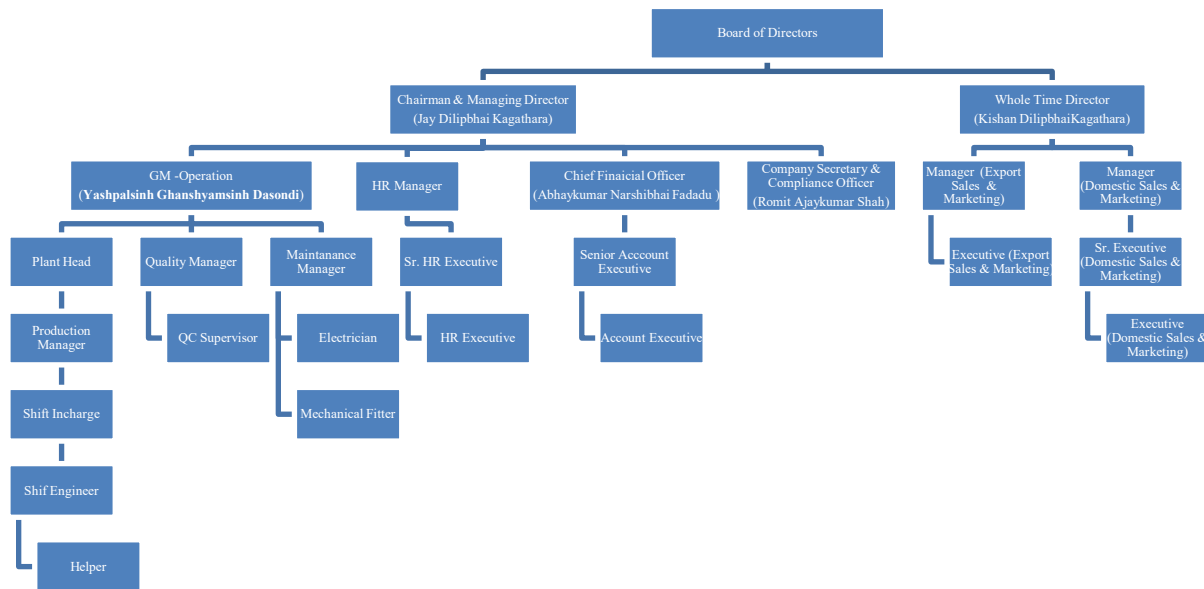 Board of Directors
Chairman & Managing Director
(Jay Dilipbhai Kagathara)
Whole Time Director
(Kishan DilipbhaiKagathara)
GM -Operation
(Yashpalsinh Ghanshyamsinh Dasondi)
HR Manager
Chief Finaicial Officer
(Abhaykumar Narshibhai Fadadu )
Company Secretary &
Compliance Officer
(Romit Ajaykumar Shah)
Manager (Export
Sales &
Marketing)
Manager
(Domestic Sales &
Marketing)
Plant Head
Quality Manager
Maintanance
Manager
Sr. HR Executive
Senior Acccount
Executive
Executive (Export
Sales & Marketing)
Sr. Executive
(Domestic Sales &
Marketing)
Production
Manager
QC Supervisor
Electrician
HR Executive
Account Executive
Executive
(Domestic Sales &
Marketing)
Shift Incharge
Mechanical Fitter
Shif Engineer
Helper